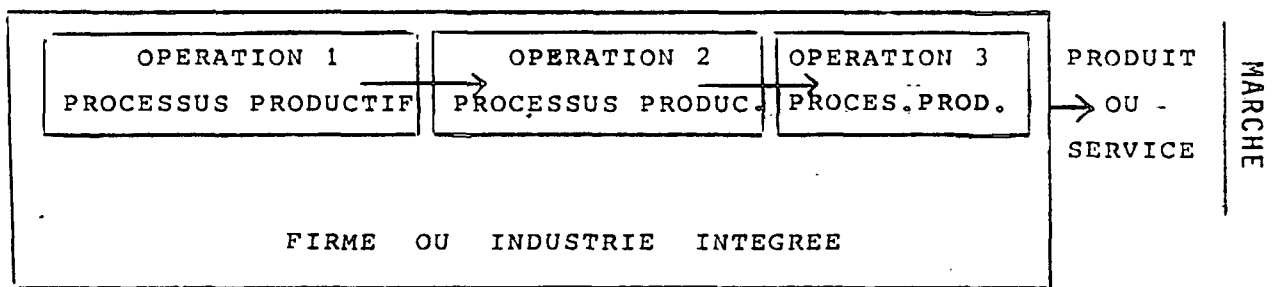 OPERATION 1
PROCESSUS PRODUCTIF
OPERATION 2
PROCESSUS PRODUC.
OPERATION 3
PROCES.PROD.
PRODUIT
OU -
SERVICE
MARCHE
FIRME OU INDUSTRIE INTEGREE